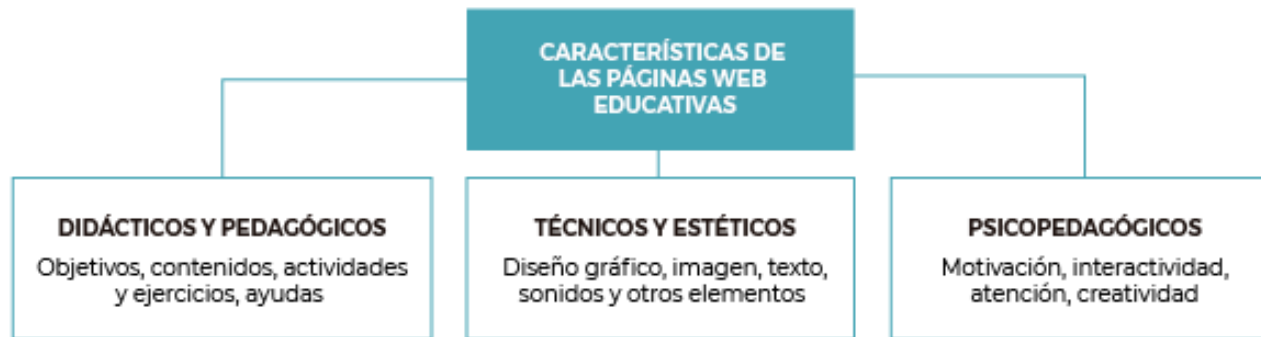 CARACTERÍSTICAS DE
LAS PÁGINAS WEB
EDUCATIVAS
DIDÁCTICOS Y PEDAGÓGICOS
Objetivos, contenidos, actividades
y ejercicios, ayudas
TÉCNICOS Y ESTÉTICOS
Diseño gráfico, imagen, texto,
sonidos y otros elementos
PSICOPEDAGÓGICOS
Motivación, interactividad,
atención, creatividad